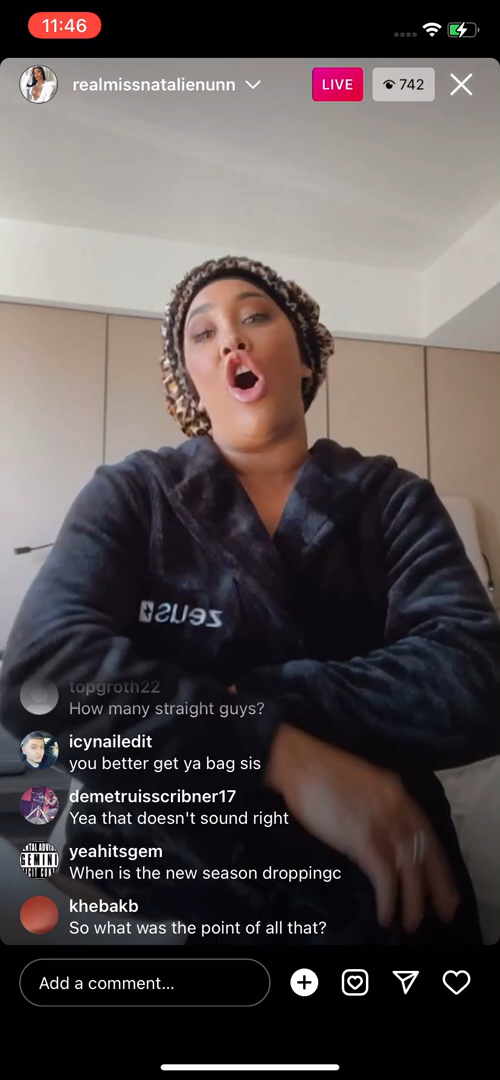 11:46
realmissnatalienunn
LIVE
742
zeus
topgroth22
How many straight guys?
icynailedit
you better get ya bag sis
demetruisscribner17
Yea that doesn't sound right
GEMINI
yeahitsgem
When is the new season droppingc
khebakb
So what was the point of all that?
Add a comment...